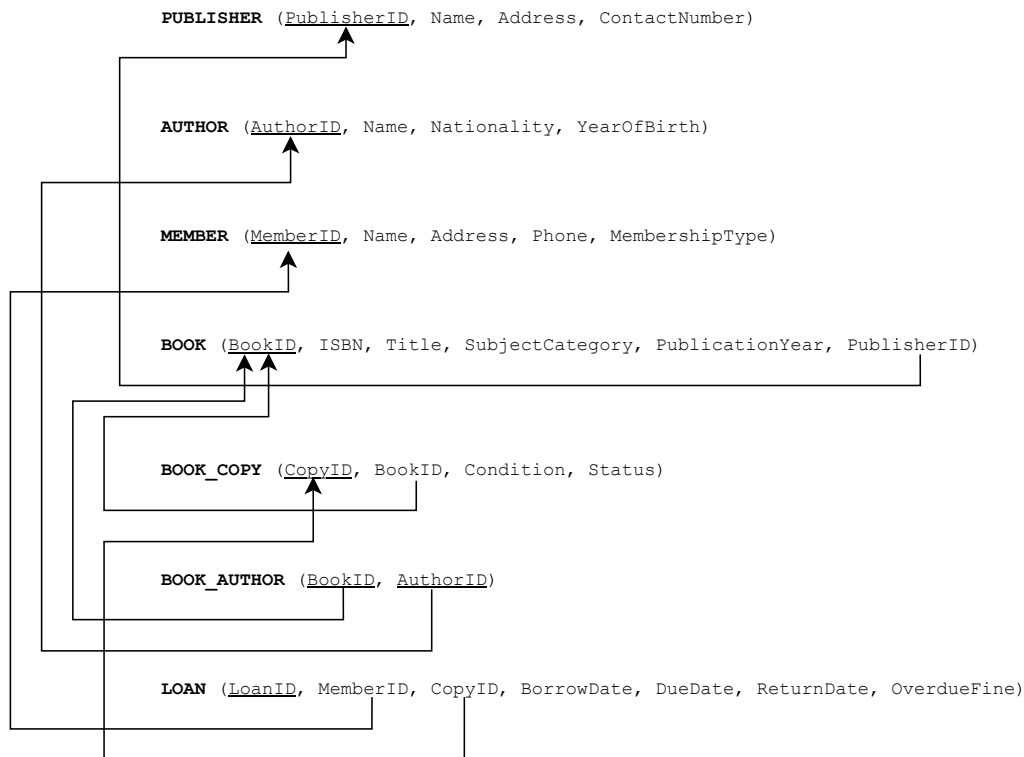 PUBLISHER (PublisherID, Name, Address, ContactNumber)
AUTHOR (AuthorID, Name, Nationality, YearOfBirth)
MEMBER (MemberID, Name, Address, Phone, MembershipType)
BOOK (BookID, ISBN, Title, SubjectCategory, PublicationYear, PublisherID)
BOOK_COPY (CopyID, BookID, Condition, Status)
BOOK_AUTHOR (BookID, AuthorID)
LOAN (LoanID, MemberID, CopyID, BorrowDate, DueDate, ReturnDate, OverdueFine)